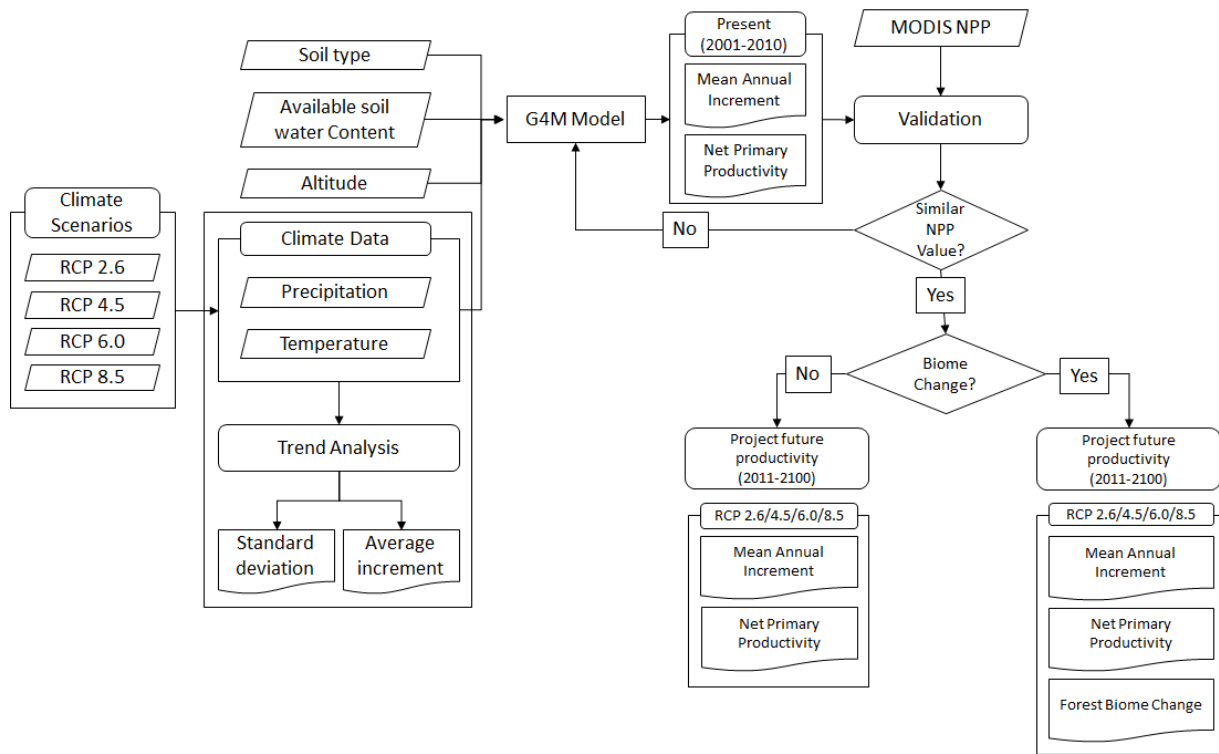 Soil type
Available soil
water Content
Altitude
Climate
Scenarios
RCP 2.6
RCP 4.5
RCP 6.0
RCP 8.5
Climate Data
Precipitation
Temperature
Trend Analysis
Standard
deviation
Average
increment
G4M Model
Present
(2001-2010)
Mean Annual
Increment
Net Primary
Productivity
MODIS NPP
Validation
Similar
NPP
Value?
No
Yes
Biome
Change?
No
Yes
Project future
productivity
(2011-2100)
RCP 2.6/4.5/6.0/8.5
Mean Annual
Increment
Net Primary
Productivity
Project future
productivity
(2011-2100)
RCP 2.6/4.5/6.0/8.5
Mean Annual
Increment
Net Primary
Productivity
Forest Biome Change